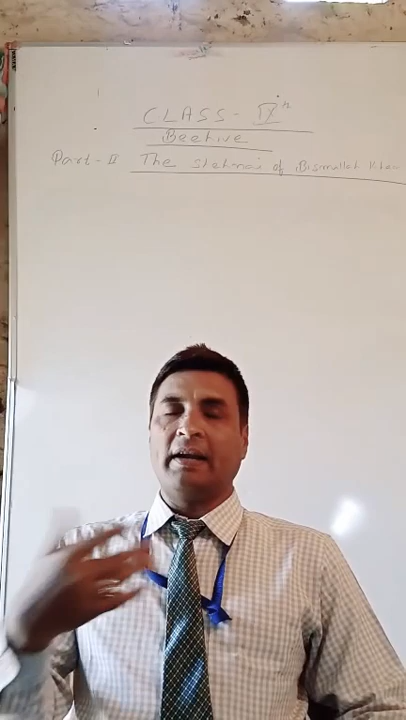 CLASS - IXth
Beehive
Part - II The Shehnai of Bismillah Khan